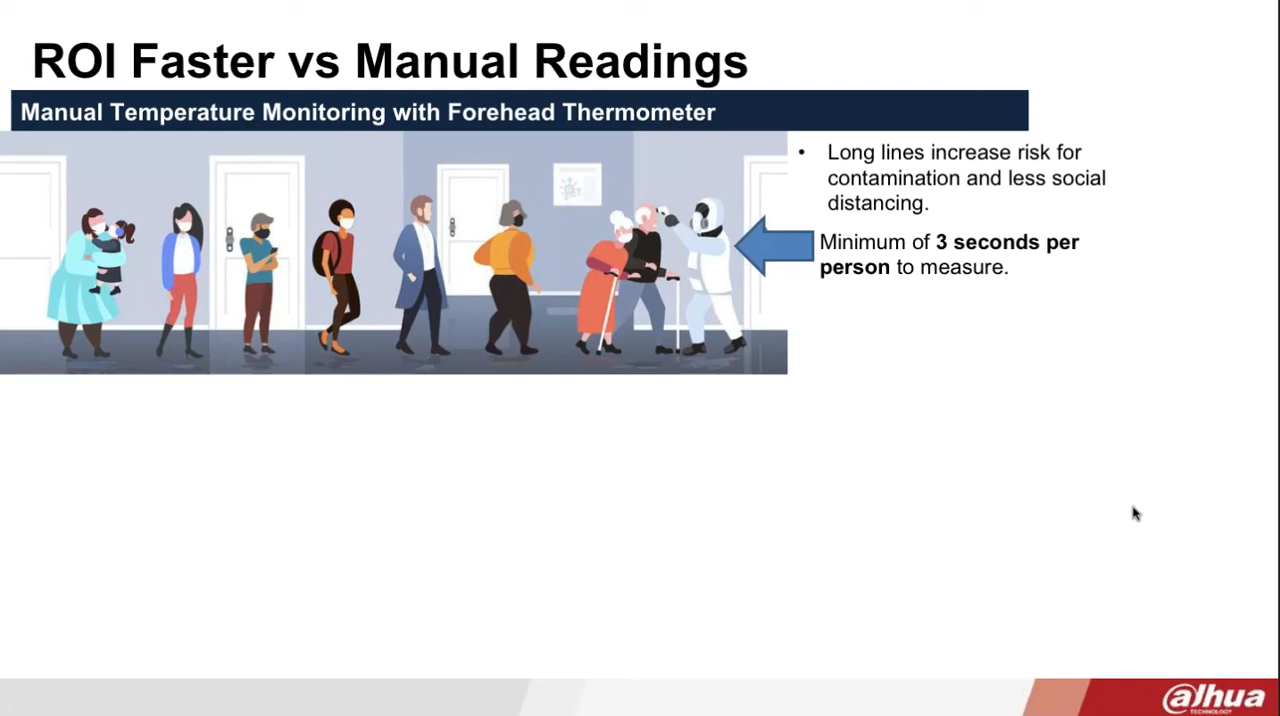 ROI Faster vs Manual Readings
Manual Temperature Monitoring with Forehead Thermometer
• Long lines increase risk for
contamination and less social
distancing.
Minimum of 3 seconds per
person to measure.
alhua
TECHNOLOGY